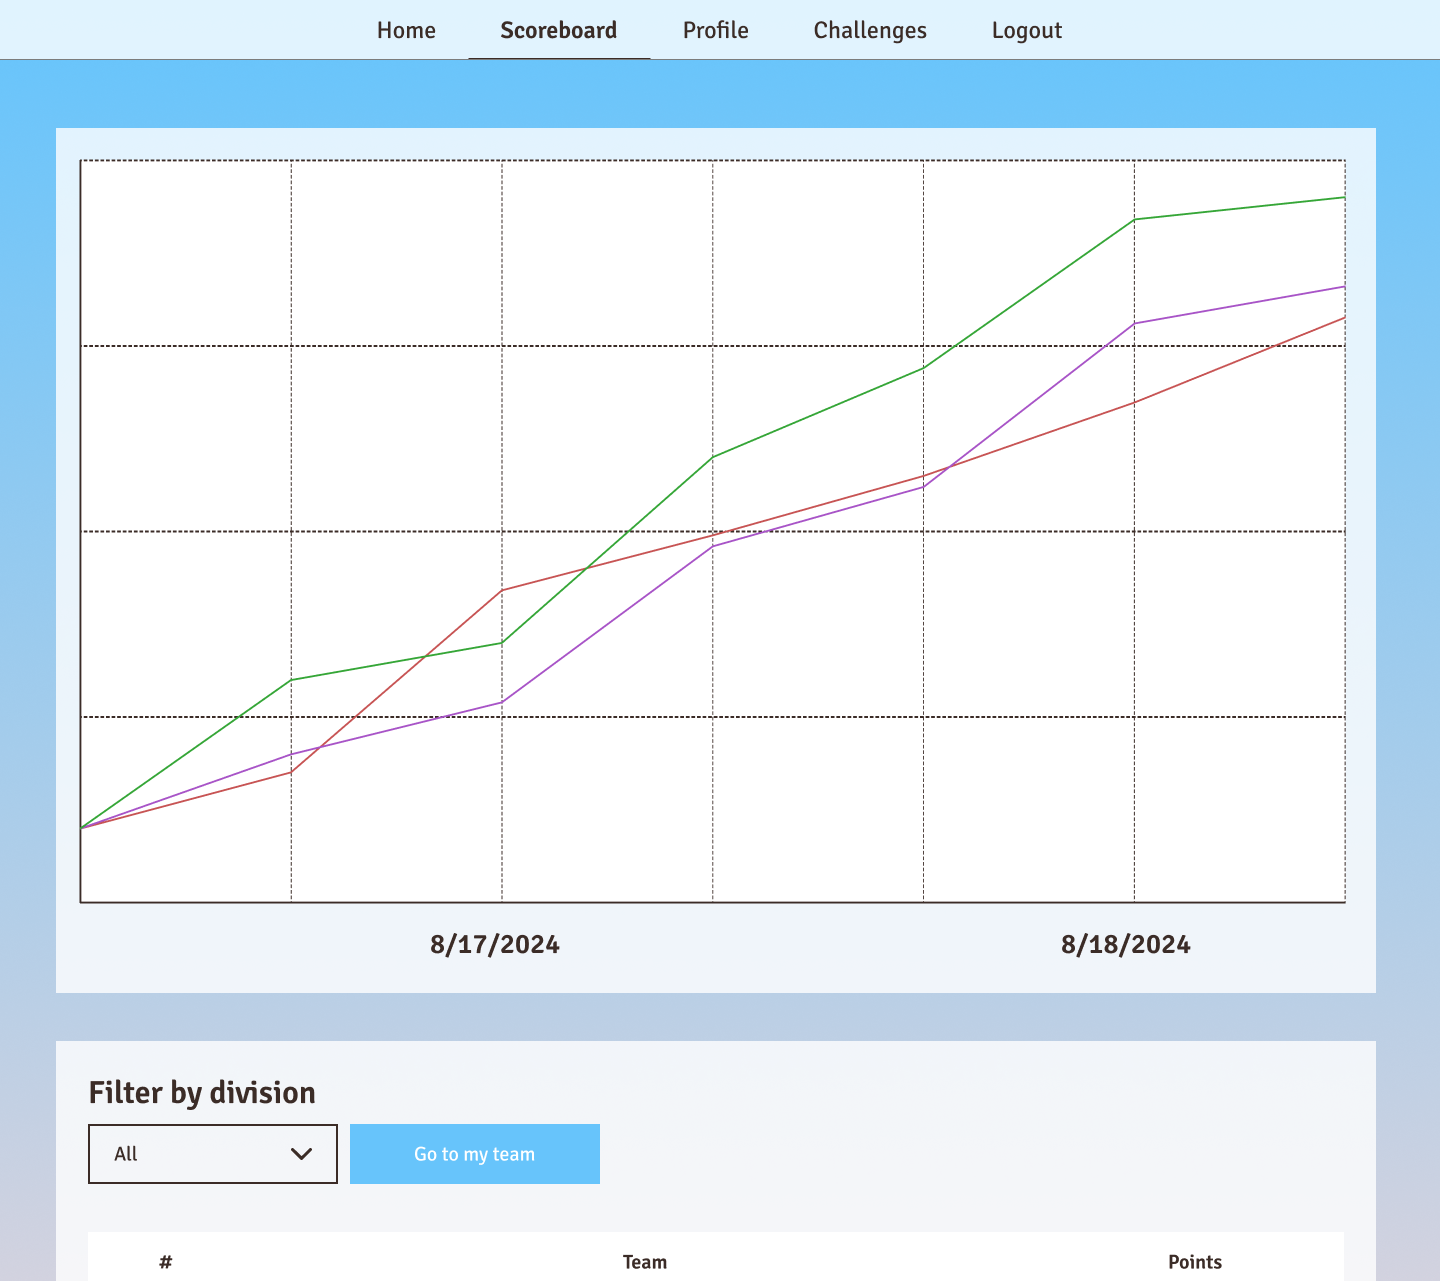 Home Scoreboard Profile Challenges Logout
8/17/2024 8/18/2024
Filter by division
All Go to my team
# Team Points